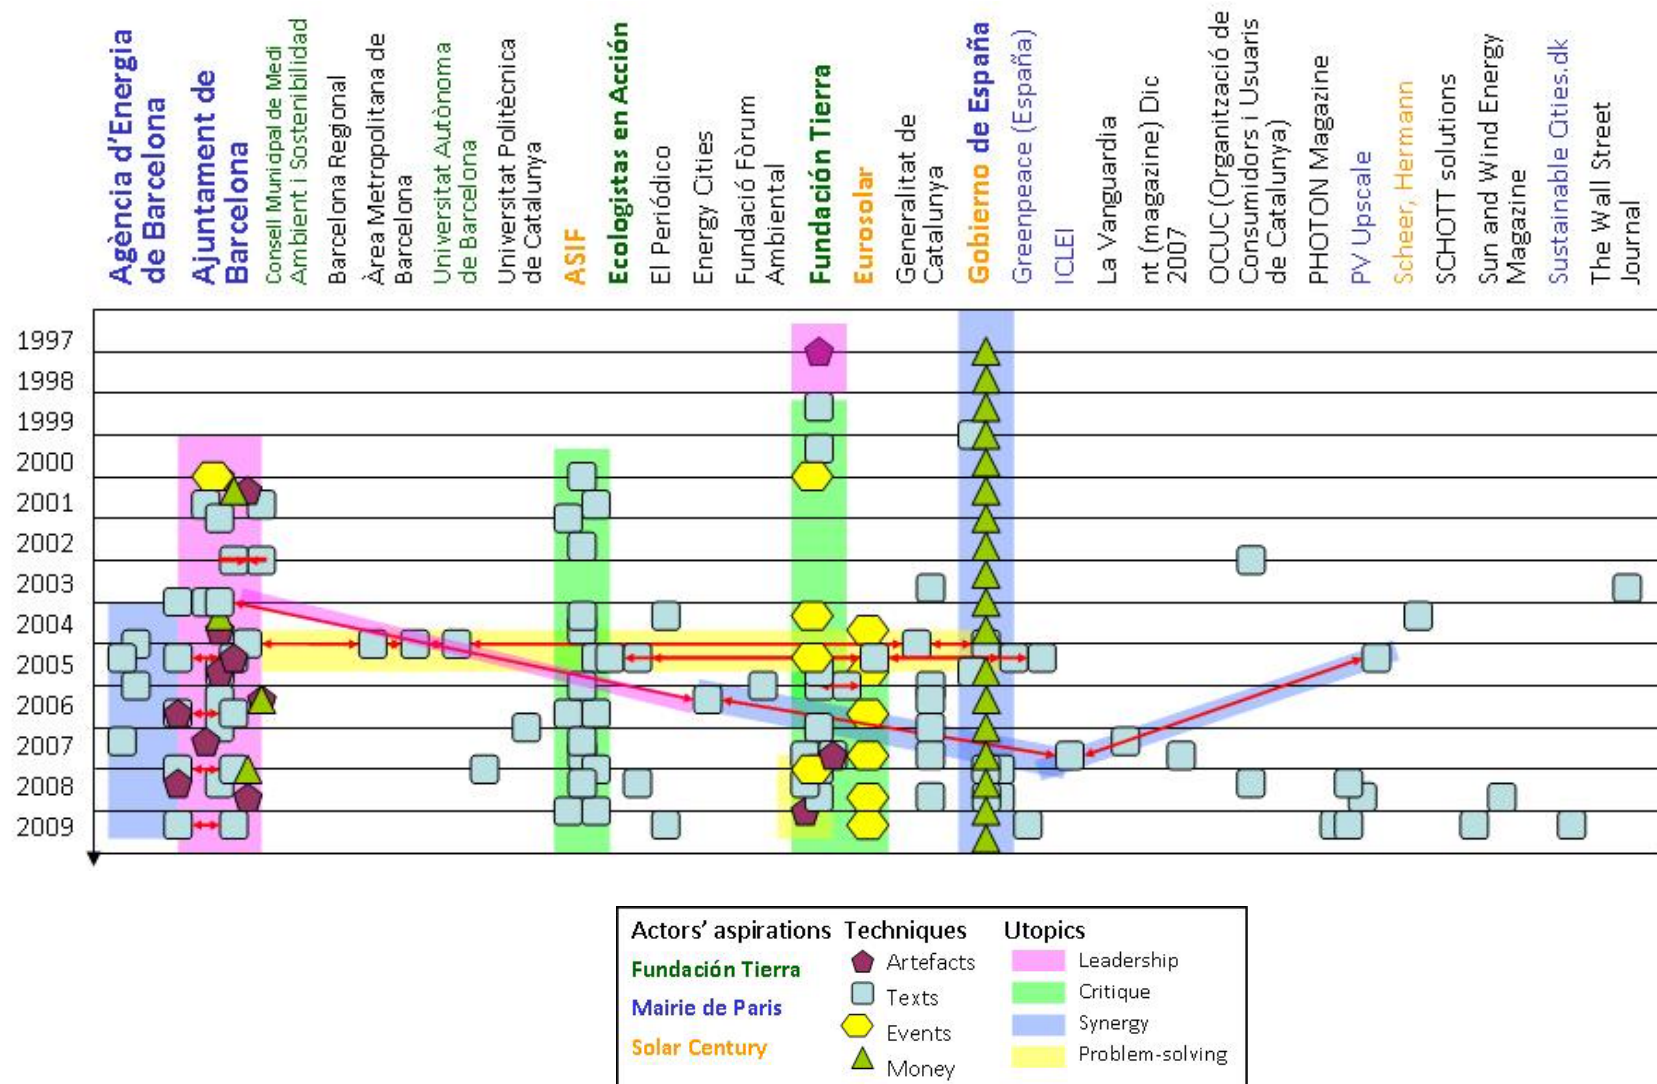 Agència d'Energia
de Barcelona
Ajuntament de
Barcelona
Consell Municipal de Medi
Ambient i Sostenibilidad
Barcelona Regional
Àrea Metropolitana de
Barcelona
Universitat Autònoma
de Barcelona
Universitat Politècnica
de Catalunya
ASIF
Ecologistas en Acción
El Periódico
Energy Cities
Fundació Fòrum
Ambiental
Fundación Tierra
Eurosolar
Generalitat de
Catalunya
Gobierno de España
Greenpeace (España)
ICLEI
La Vanguardia
nt (magazine) Dic
2007
OCUC (Organització de
Consumidors i Usuaris
de Catalunya)
PHOTON Magazine
PV Upscale
Scheer, Hermann
SCHOTT solutions
Sun and Wind Energy
Magazine
Sustainable Cities.dk
The Wall Street
Journal
1997
1998
1999
2000
2001
2002
2003
2004
2005
2006
2007
2008
2009
Actors' aspirations
Fundación Tierra
Mairie de Paris
Solar Century
Techniques
Artefacts
Texts
Events
Money
Utopics
Leadership
Critique
Synergy
Problem-solving